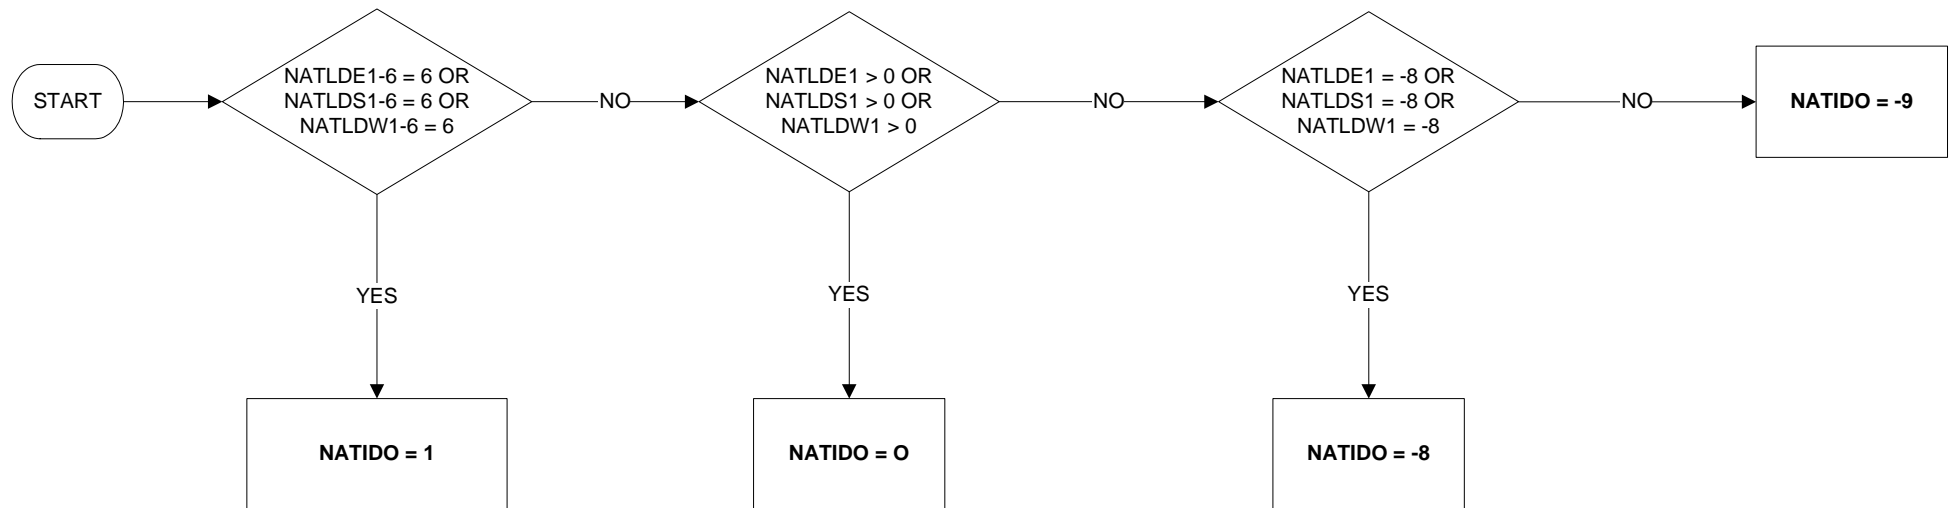 START
NATLDE1-6 = 6 OR
NATLDS1-6 = 6 OR
NATLDW1-6 = 6
NO
NATLDE1 > 0 OR
NATLDS1 > 0 OR
NATLDW1 > 0
NO
NATLDE1 = -8 OR
NATLDS1 = -8 OR
NATLDW1 = -8
NO
NATIDO = -9
YES
YES
YES
NATIDO = 1
NATIDO = O
NATIDO = -8